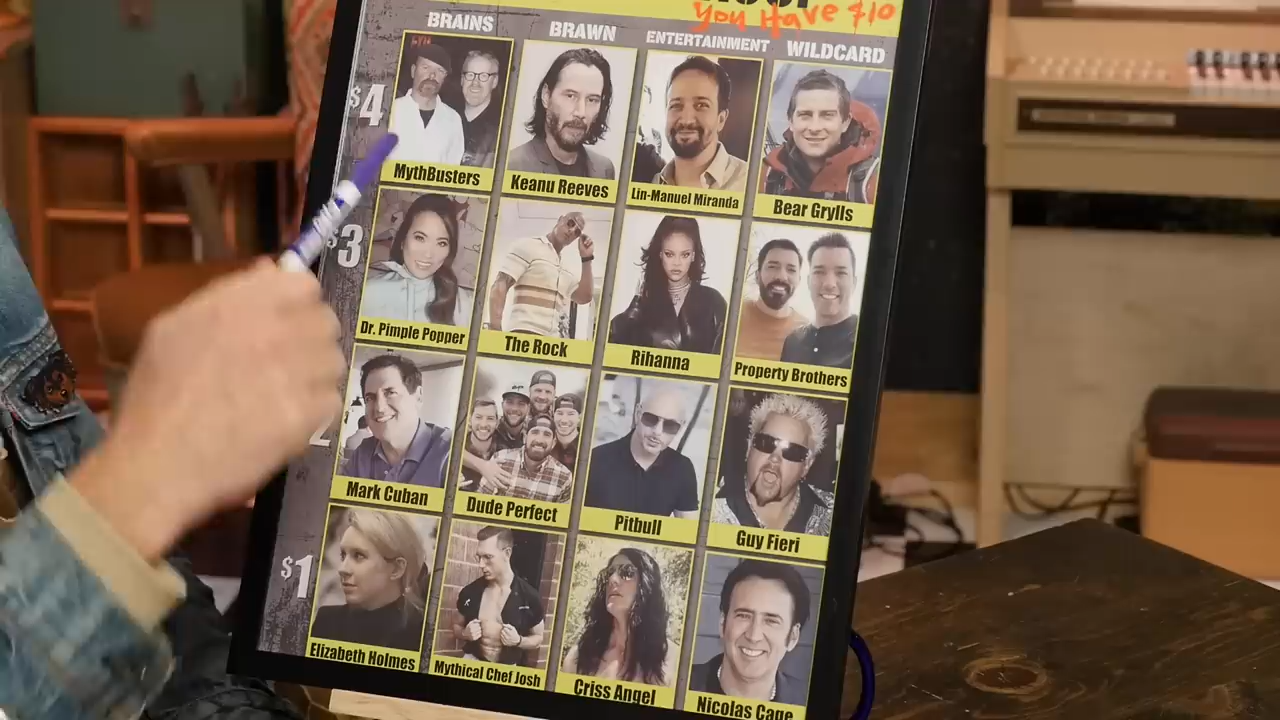 You Have $10
BRAINS BRAWN ENTERTAINMENT WILDCARD
$4
MythBusters Keanu Reeves Lin-Manuel Miranda Bear Grylls
$3
Dr. Pimple Popper The Rock Rihanna Property Brothers
Mark Cuban Dude Perfect Pitbull Guy Fieri
$1
Elizabeth Holmes Mythical Chef Josh Criss Angel Nicolas Cage